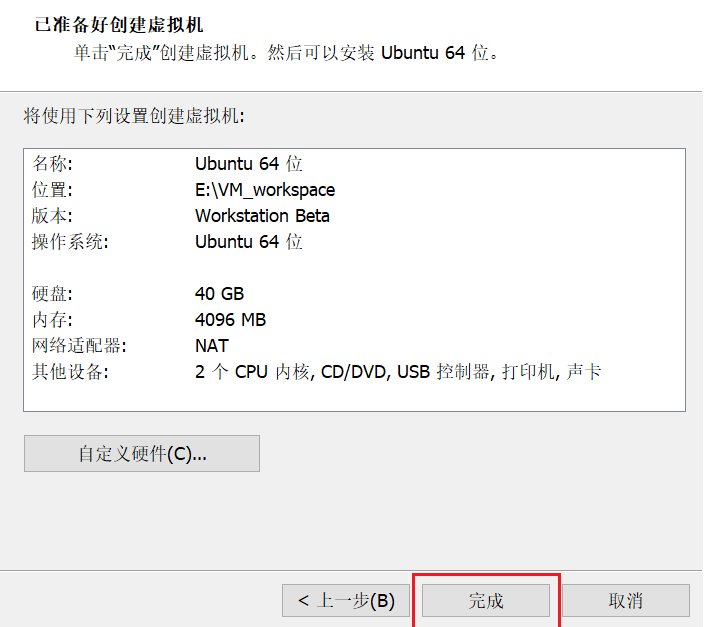 已准备好创建虚拟机
单击“完成”创建虚拟机。然后可以安装 Ubuntu 64 位。
将使用下列设置创建虚拟机:
名称: Ubuntu 64 位
位置: E:\VM_workspace
版本: Workstation Beta
操作系统: Ubuntu 64 位
硬盘: 40 GB
内存: 4096 MB
网络适配器: NAT
其他设备: 2 个 CPU 内核, CD/DVD, USB 控制器, 打印机, 声卡
自定义硬件(C)...
< 上一步(B) 完成 取消